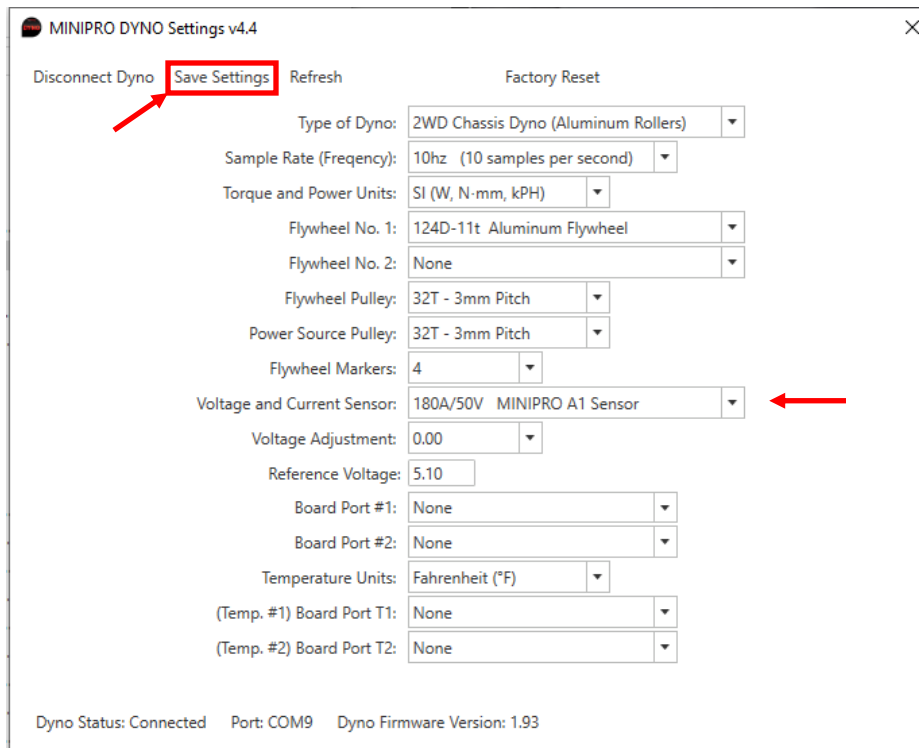 MINIPRO DYNO Settings v4.4
Disconnect Dyno Save Settings Refresh Factory Reset
Type of Dyno: 2WD Chassis Dyno (Aluminum Rollers)
Sample Rate (Freqency): 10hz (10 samples per second)
Torque and Power Units: SI (W, N·mm, kPH)
Flywheel No. 1: 124D-11t Aluminum Flywheel
Flywheel No. 2: None
Flywheel Pulley: 32T - 3mm Pitch
Power Source Pulley: 32T - 3mm Pitch
Flywheel Markers: 4
Voltage and Current Sensor: 180A/50V MINIPRO A1 Sensor
Voltage Adjustment: 0.00
Reference Voltage: 5.10
Board Port #1: None
Board Port #2: None
Temperature Units: Fahrenheit (°F)
(Temp. #1) Board Port T1: None
(Temp. #2) Board Port T2: None
Dyno Status: Connected Port: COM9 Dyno Firmware Version: 1.93